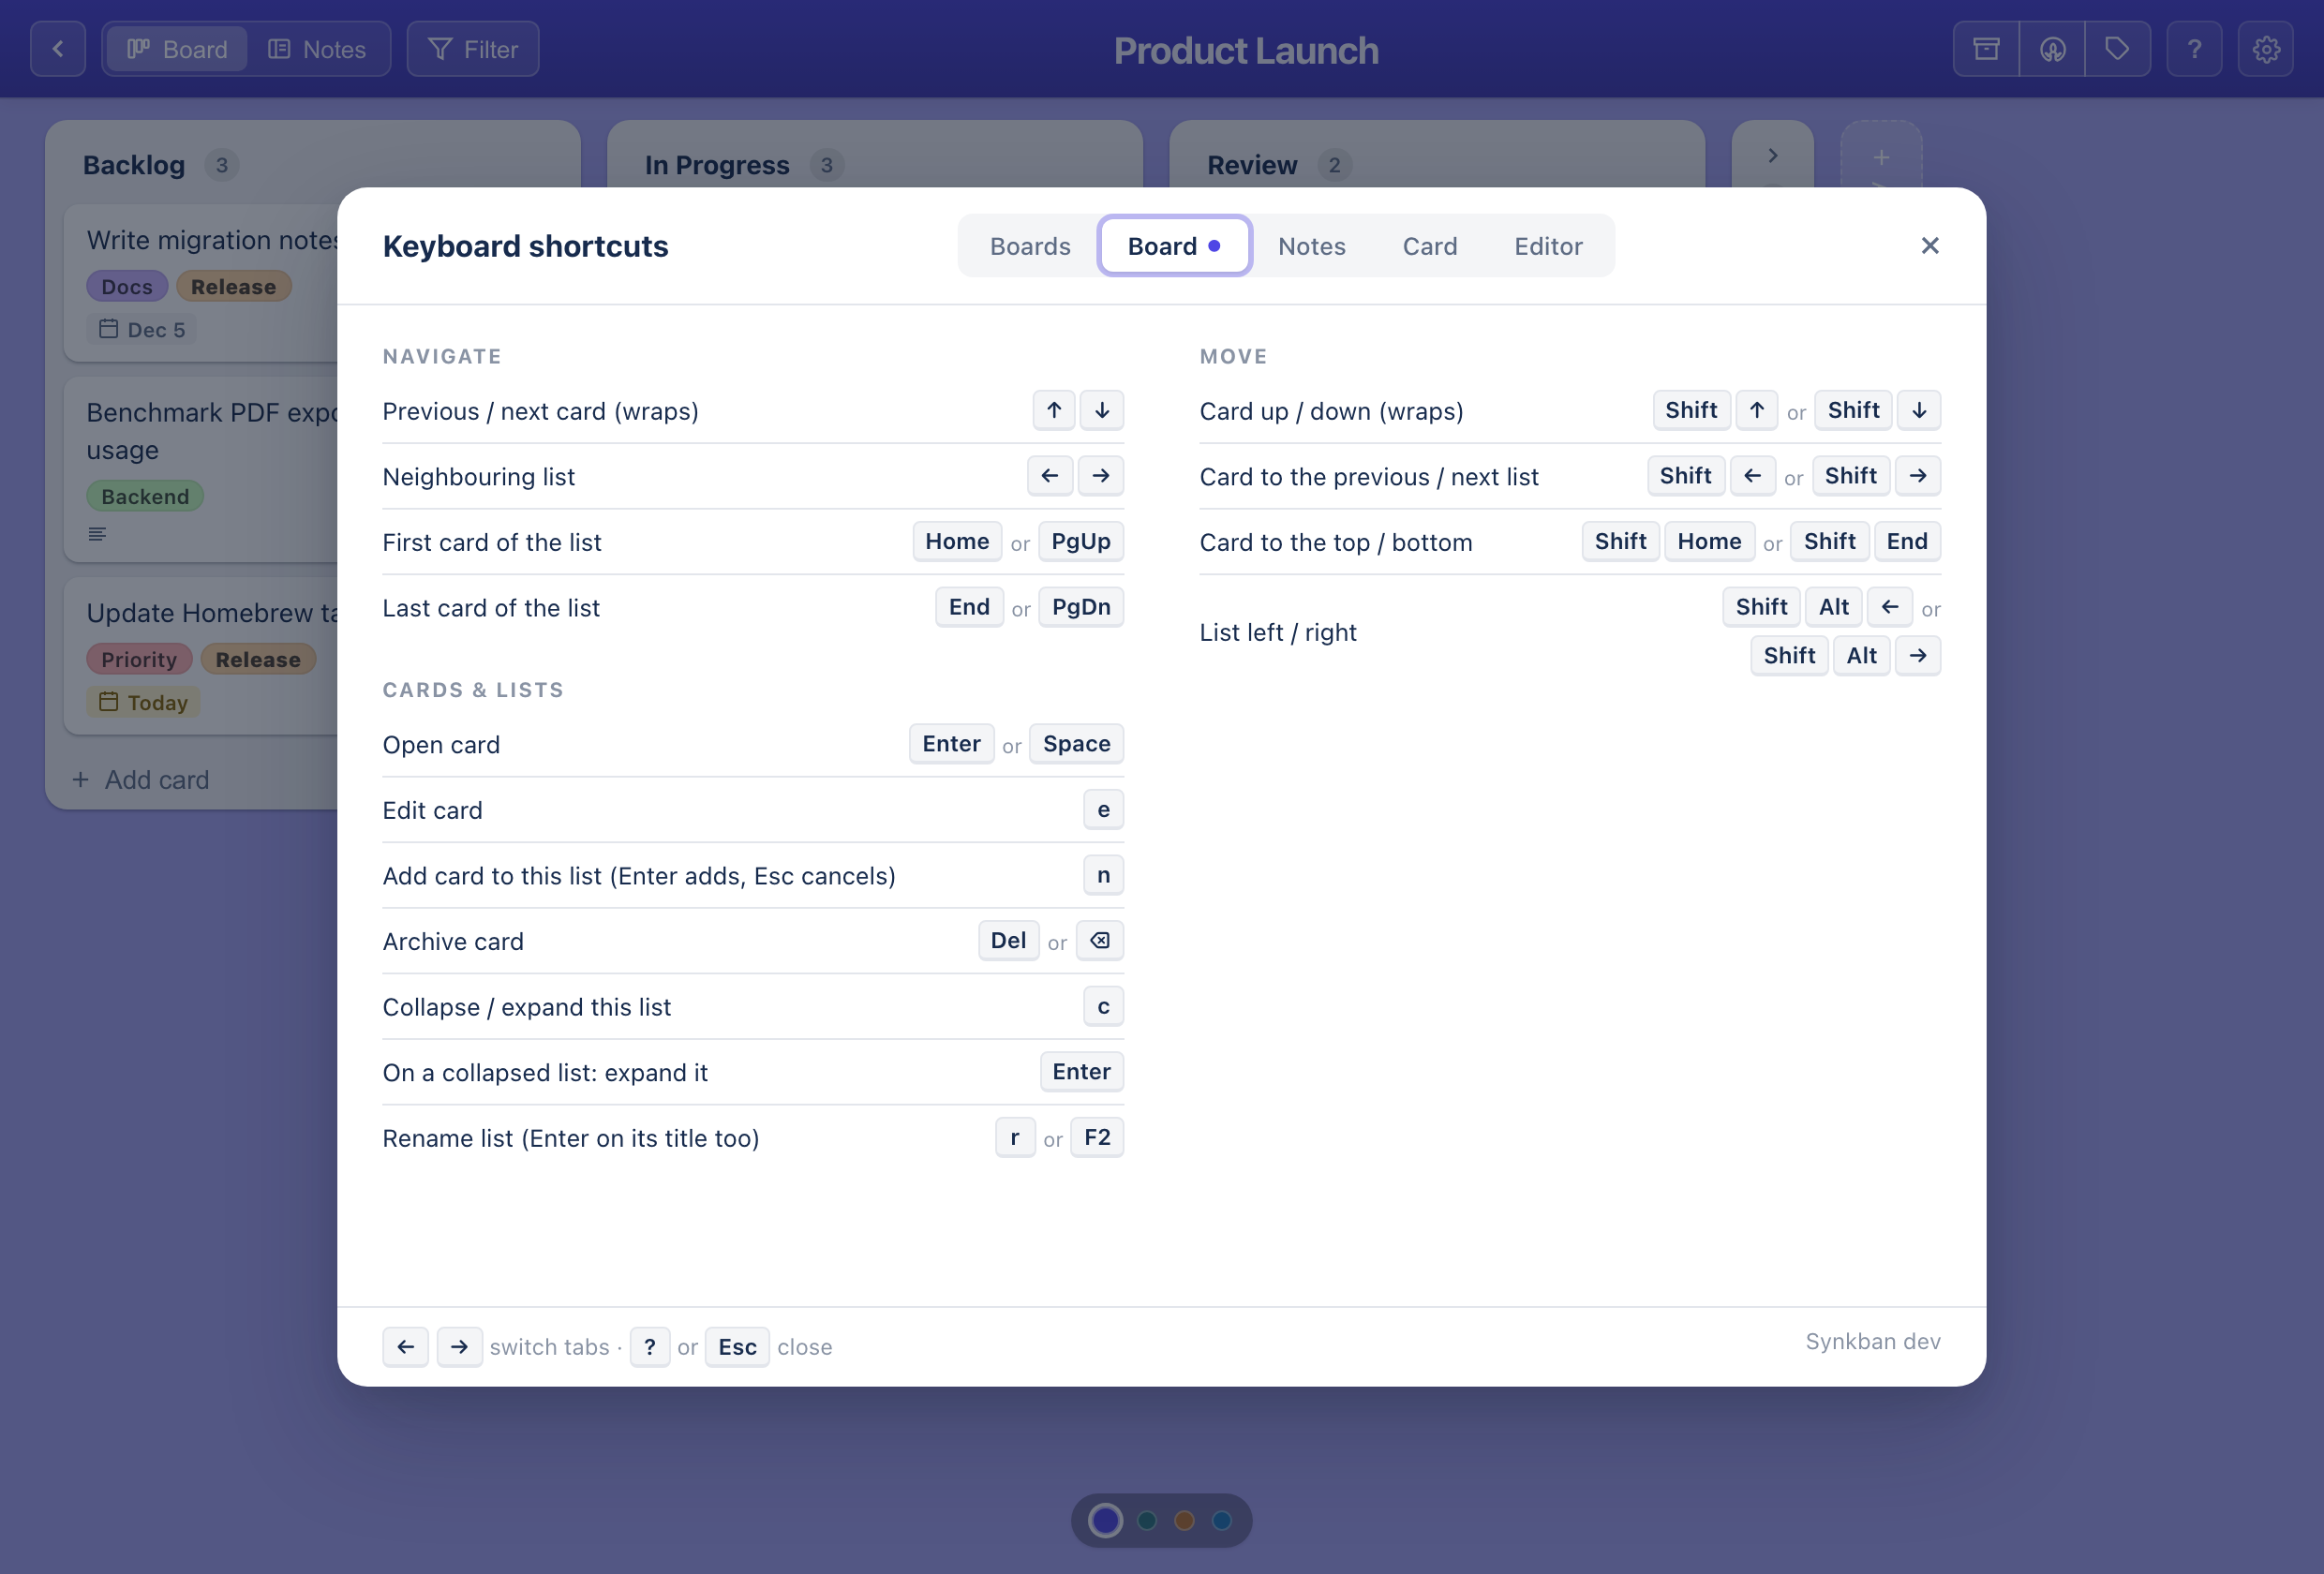 Board
Notes
Filter
Product Launch
?
Backlog 3
In Progress 3
Review 2
Write migration notes
Docs Release
Dec 5
Benchmark PDF
usage
Backend
Update Homebrew
Priority Release
Today
+ Add card
Keyboard shortcuts
Boards
Board
Notes
Card
Editor
NAVIGATE
Previous / next card (wraps) ↑ ↓
Neighbouring list ← →
First card of the list Home or PgUp
Last card of the list End or PgDn
CARDS & LISTS
Open card Enter or Space
Edit card e
Add card to this list (Enter adds, Esc cancels) n
Archive card Del or ⌫
Collapse / expand this list c
On a collapsed list: expand it Enter
Rename list (Enter on its title too) r or F2
MOVE
Card up / down (wraps) Shift ↑ or Shift ↓
Card to the previous / next list Shift ← or Shift →
Card to the top / bottom Shift Home or Shift End
List left / right Shift Alt ← or
Shift Alt →
← → switch tabs · ? or Esc close
Synkban dev